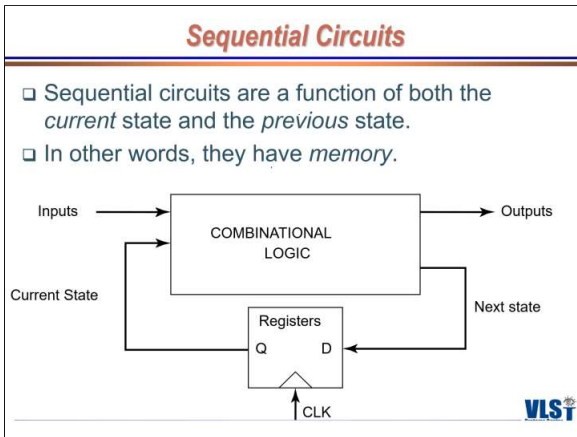 Sequential Circuits
Sequential circuits are a function of both the
current state and the previous state.
In other words, they have memory.
Inputs
Outputs
COMBINATIONAL
LOGIC
Current State
Next state
Registers
Q D
CLK
VLSI